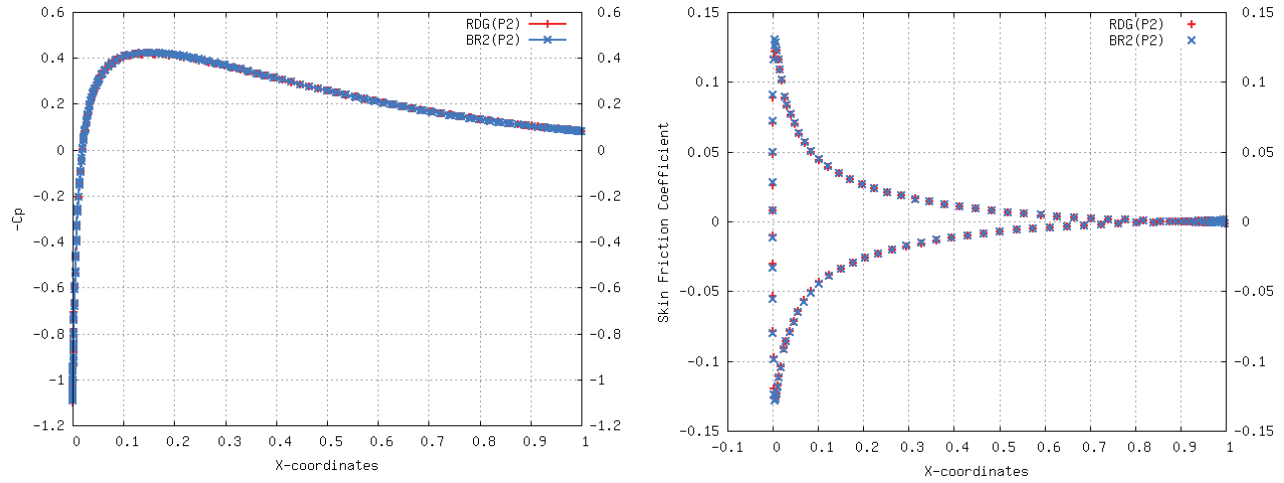 RDG(P2)
BR2(P2)
0.6 0.6
0.4 0.4
0.2 0.2
0 0
-0.2 -0.2
-0.4 -0.4
-0.6 -0.6
-0.8 -0.8
-1 -1
-1.2 -1.2
-Cp
0 0.1 0.2 0.3 0.4 0.5 0.6 0.7 0.8 0.9 1
X-coordinates
RDG(P2)
BR2(P2)
0.15 0.15
0.1 0.1
0.05 0.05
0 0
-0.05 -0.05
-0.1 -0.1
-0.15 -0.15
Skin Friction Coefficient
-0.1 0 0.1 0.2 0.3 0.4 0.5 0.6 0.7 0.8 0.9 1
X-coordinates